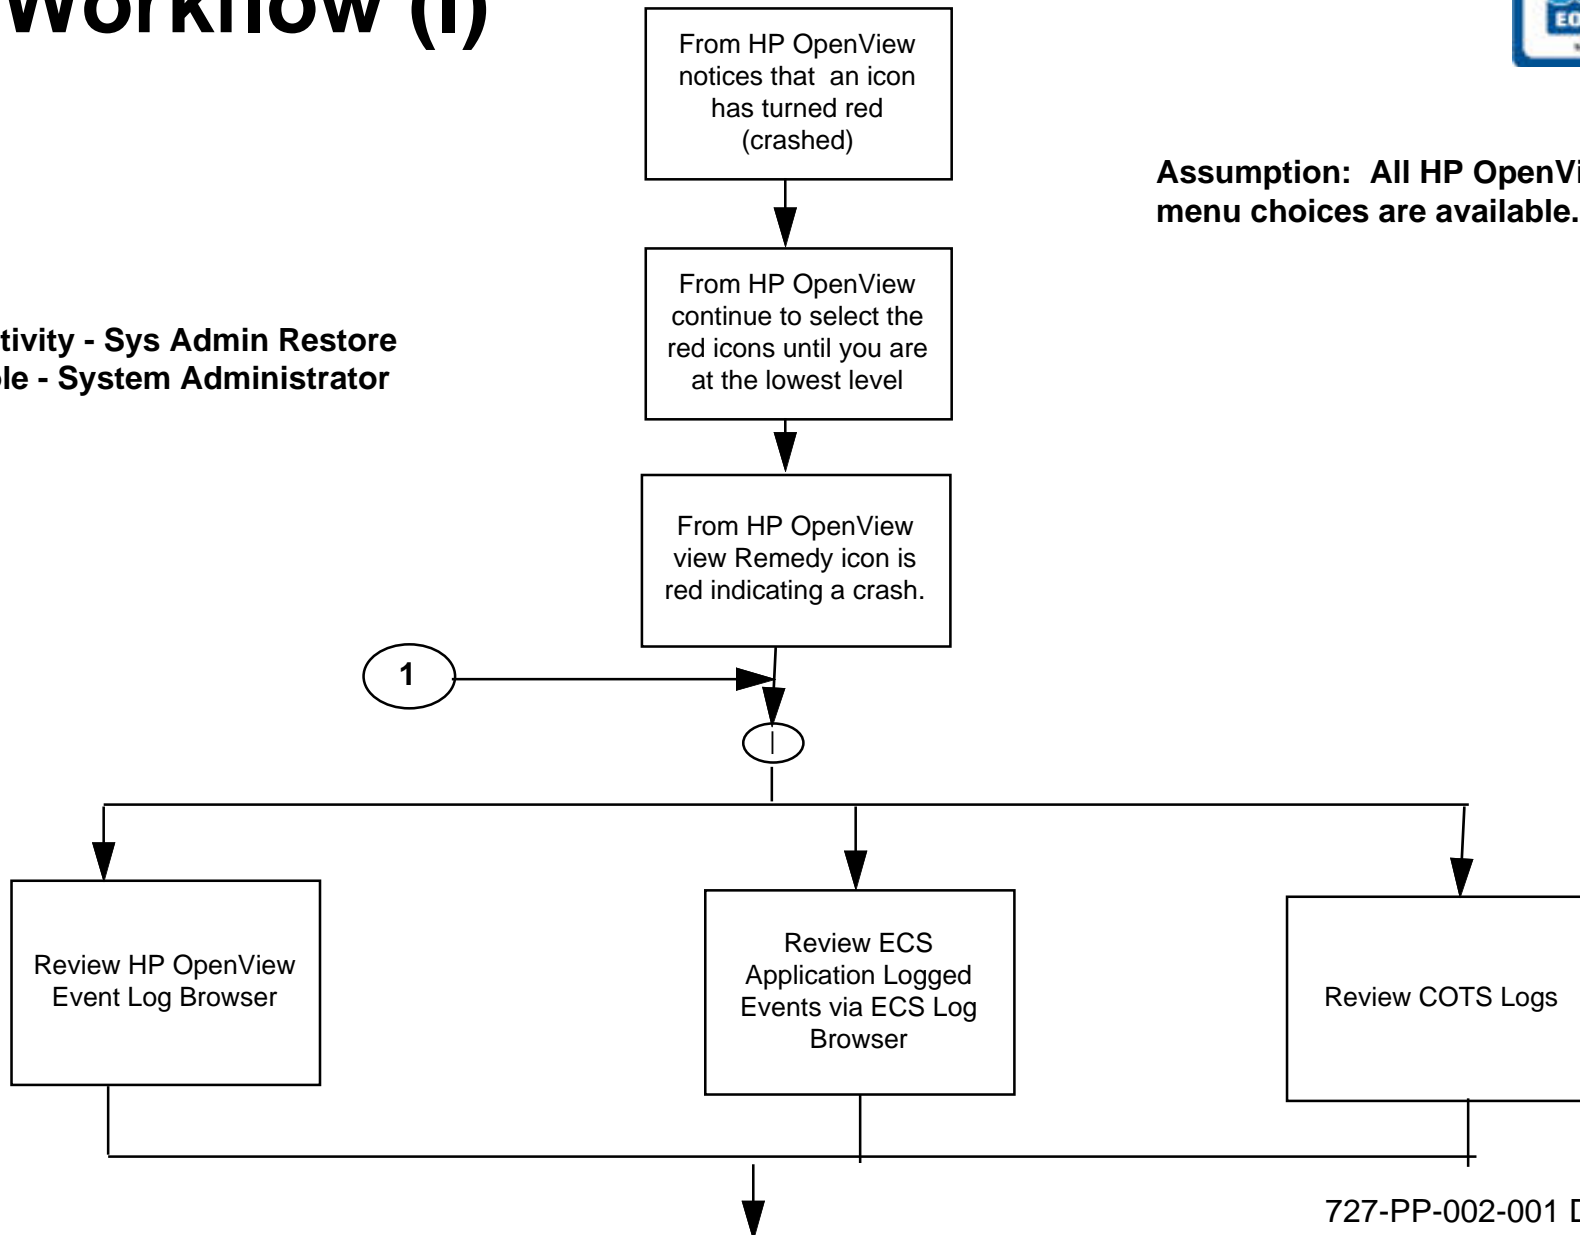 Workflow (I)
EO
From HP OpenView
notices that an icon
has turned red
(crashed)
Assumption: All HP OpenVi
menu choices are available.
From HP OpenView
continue to select the
red icons until you are
at the lowest level
tivity - Sys Admin Restore
le - System Administrator
From HP OpenView
view Remedy icon is
red indicating a crash.
1
Review HP OpenView
Event Log Browser
Review ECS
Application Logged
Events via ECS Log
Browser
Review COTS Logs
727-PP-002-001 D